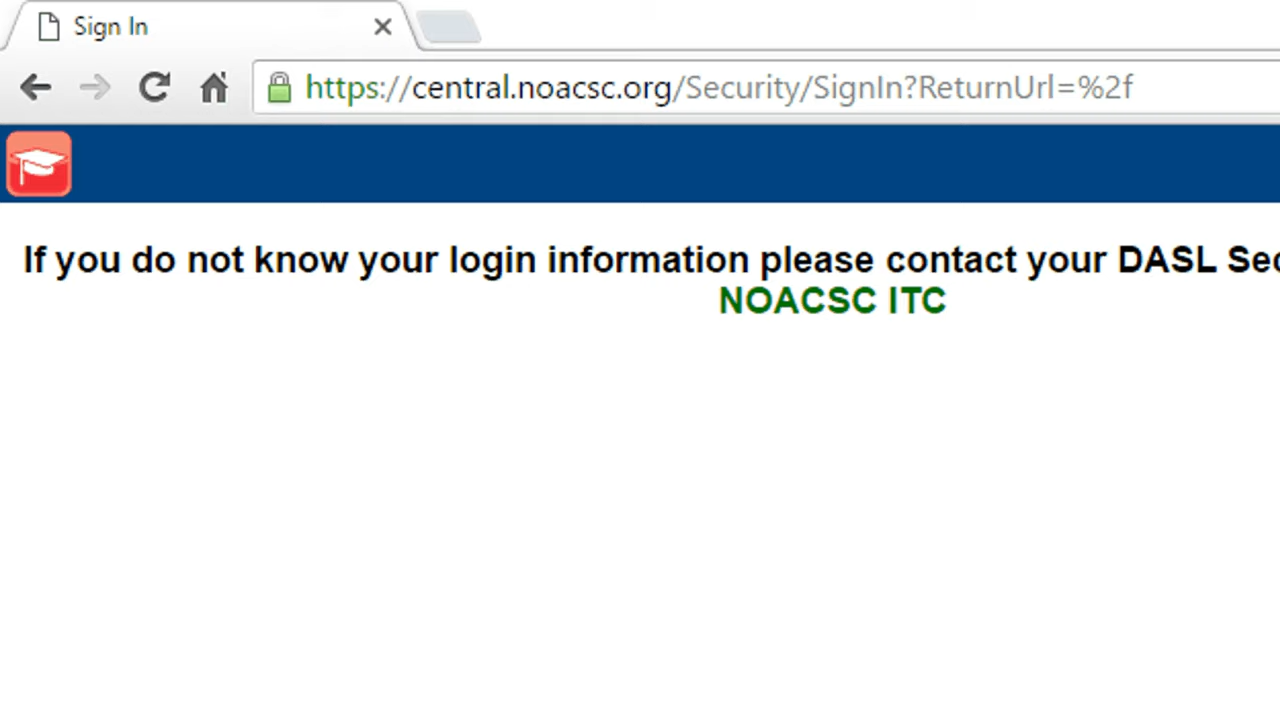 Sign In
https://central.noacsc.org/Security/SignIn?ReturnUrl=%2f
If you do not know your login information please contact your DASL
NOACSC ITC